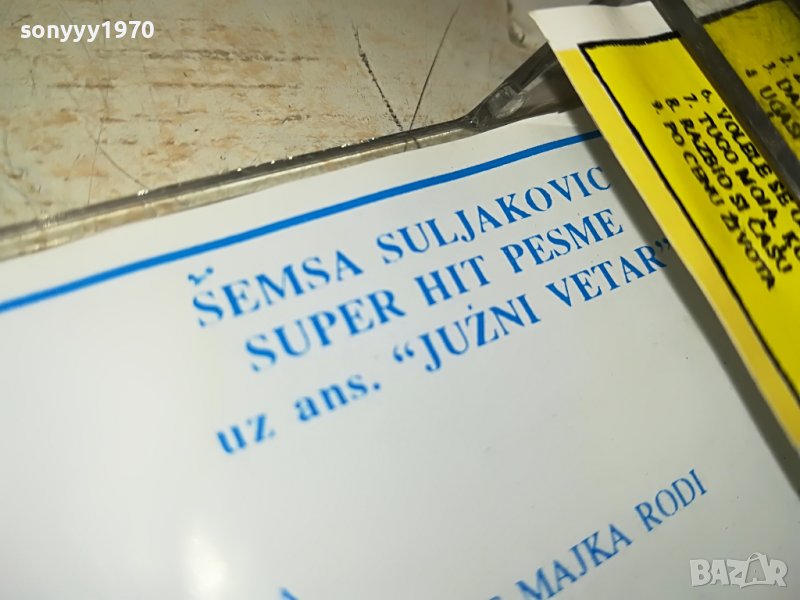 sonyyy1970
ŠEMSA SULJAKOVIC
SUPER HIT PESME
uz ans. "JUŽNI VETAR"
MAJKA RODI
UGASI
6. VOLELE SE
7. TUGO MOJA,
8. RAZBIO SI ČAŠU
9. PO CENU ŽIVOTA
BAZAR